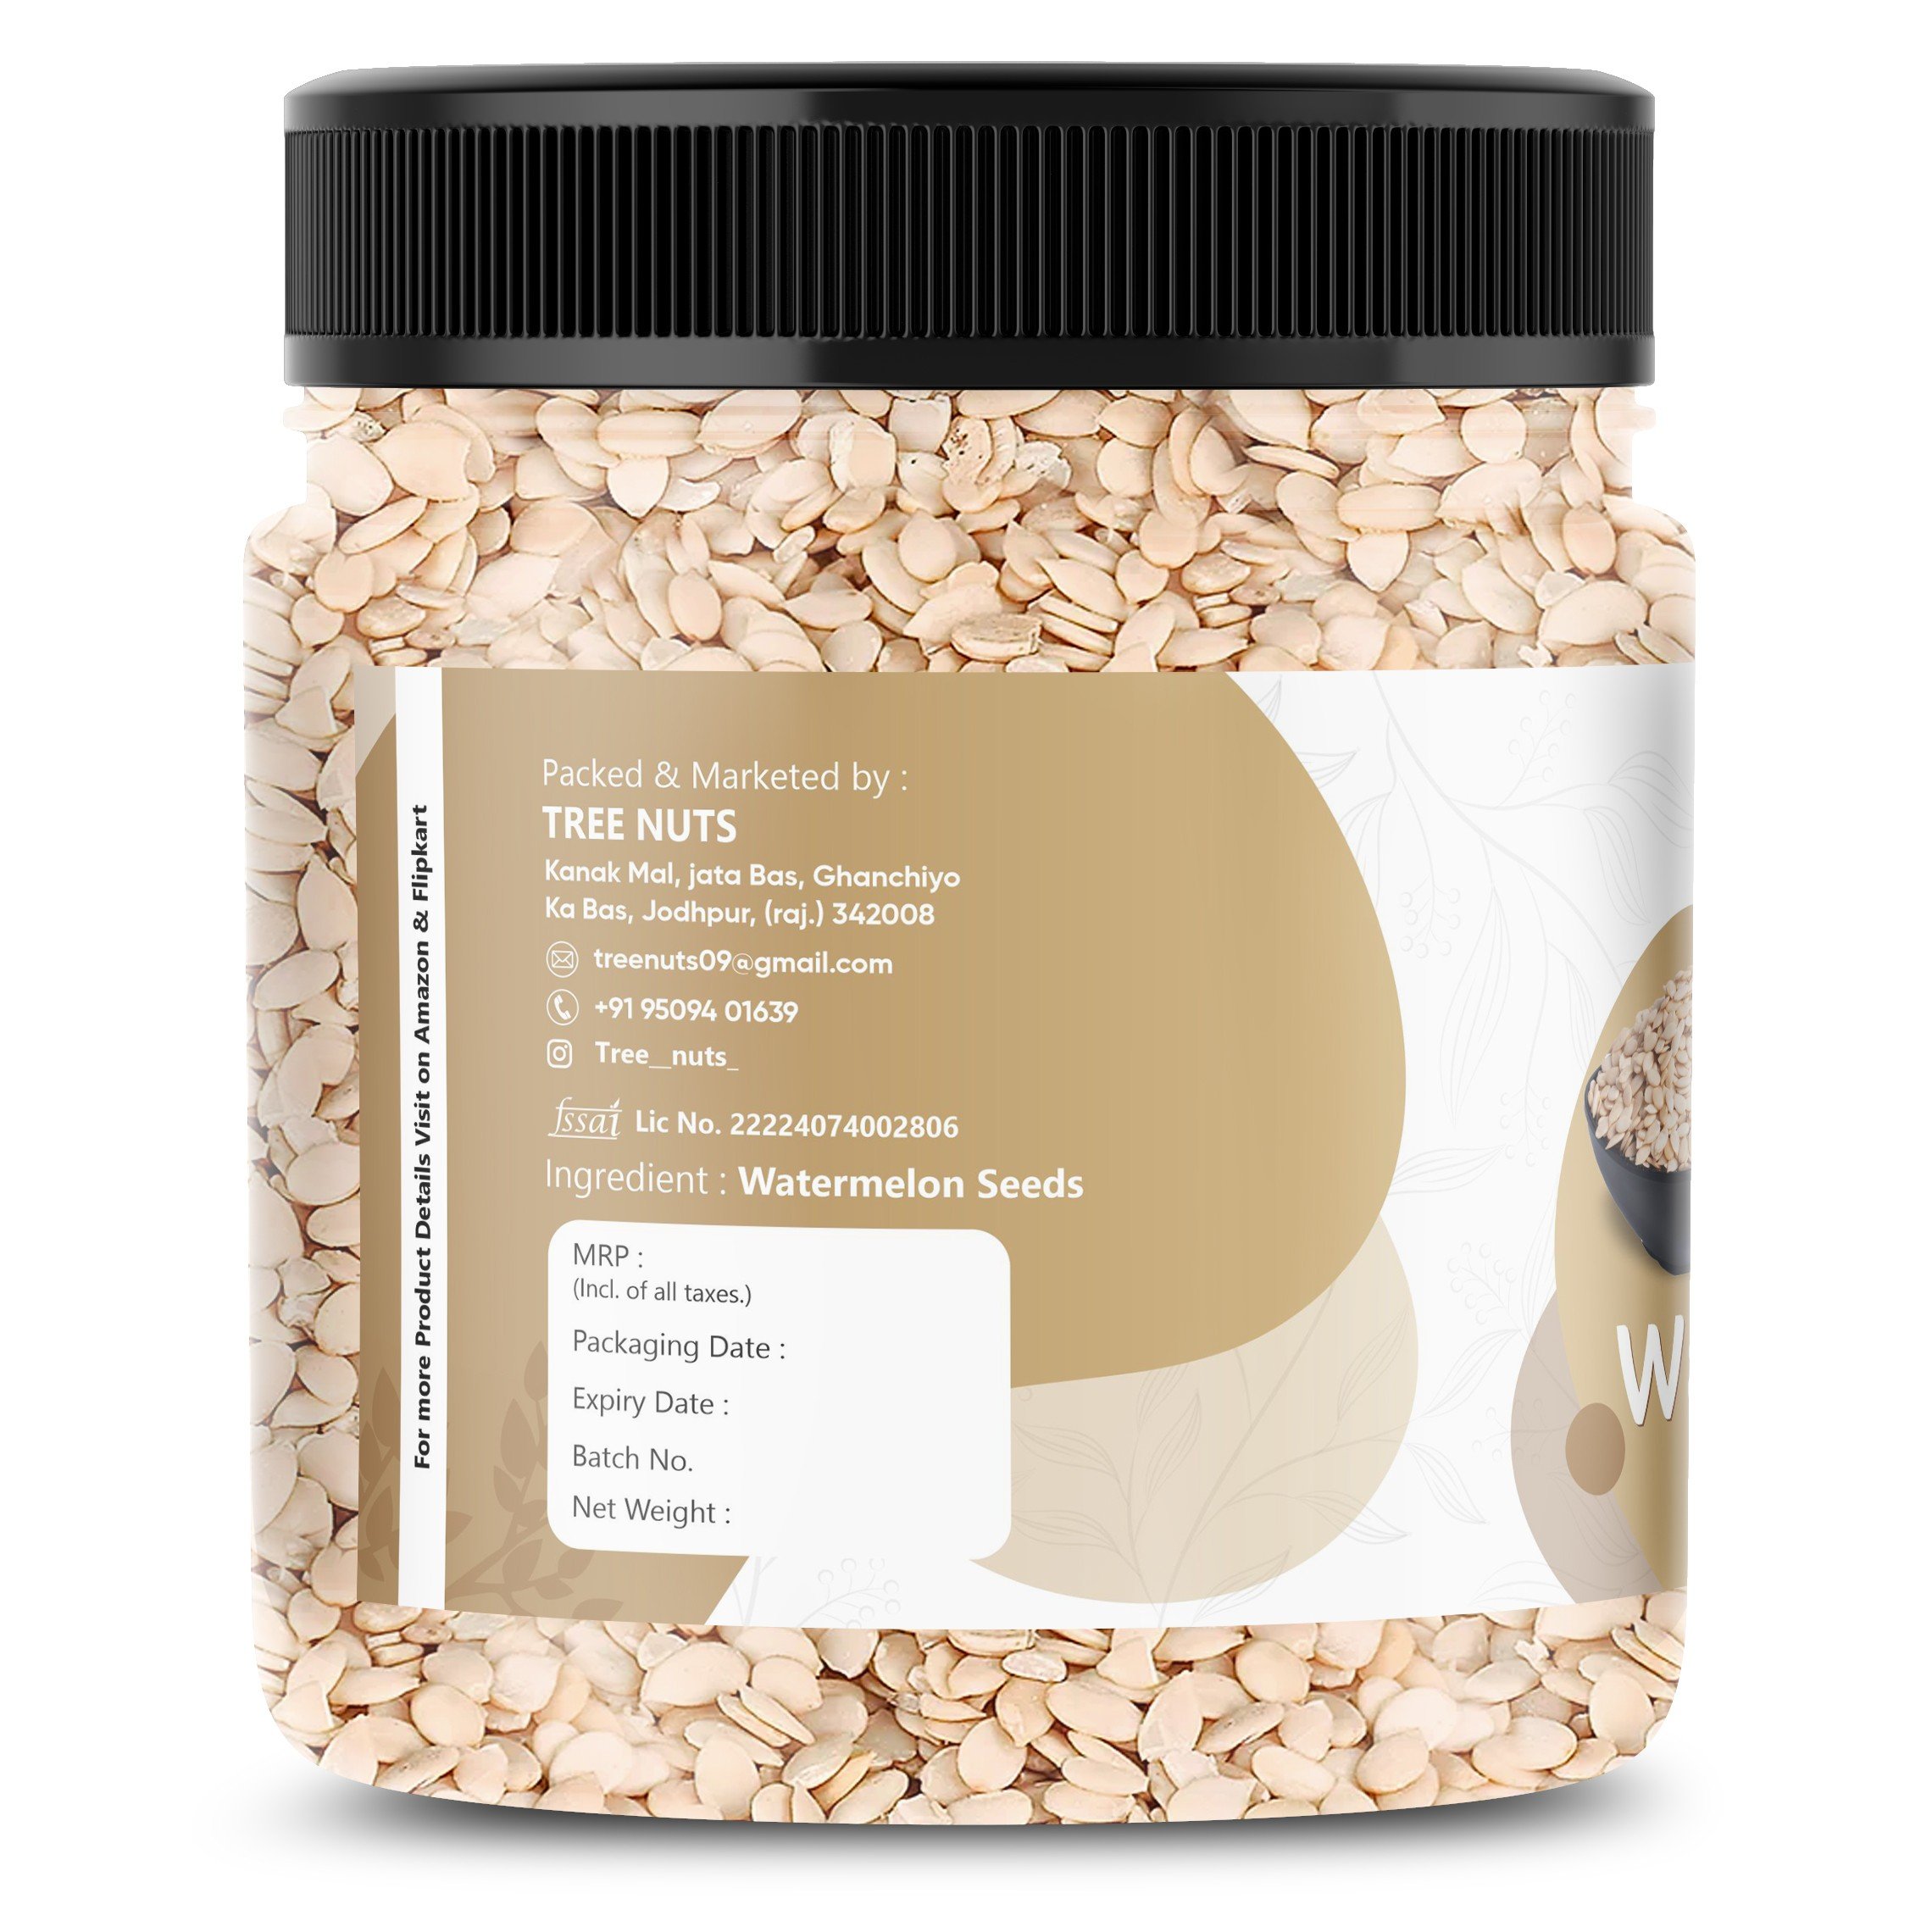 For more Product Details Visit on Amazon & Flipkart
Packed & Marketed by :
TREE NUTS
Kanak Mal, jata Bas, Ghanchiyo
Ka Bas, Jodhpur, (raj.) 342008
treenuts09@gmail.com
+91 95094 01639
Tree__nuts_
fssai Lic No. 22224074002806
Ingredient : Watermelon Seeds
MRP :
(Incl. of all taxes.)
Packaging Date :
Expiry Date :
Batch No.
Net Weight :
W